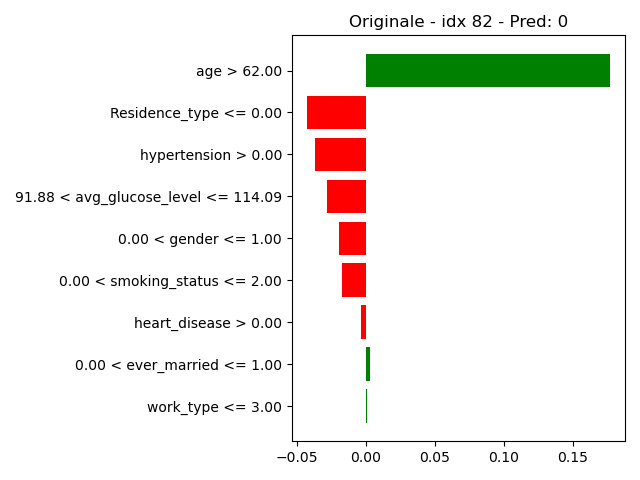 Originale - idx 82 - Pred: 0
age > 62.00
Residence_type <= 0.00
hypertension > 0.00
91.88 < avg_glucose_level <= 114.09
0.00 < gender <= 1.00
0.00 < smoking_status <= 2.00
heart_disease > 0.00
0.00 < ever_married <= 1.00
work_type <= 3.00
−0.05 0.00 0.05 0.10 0.15